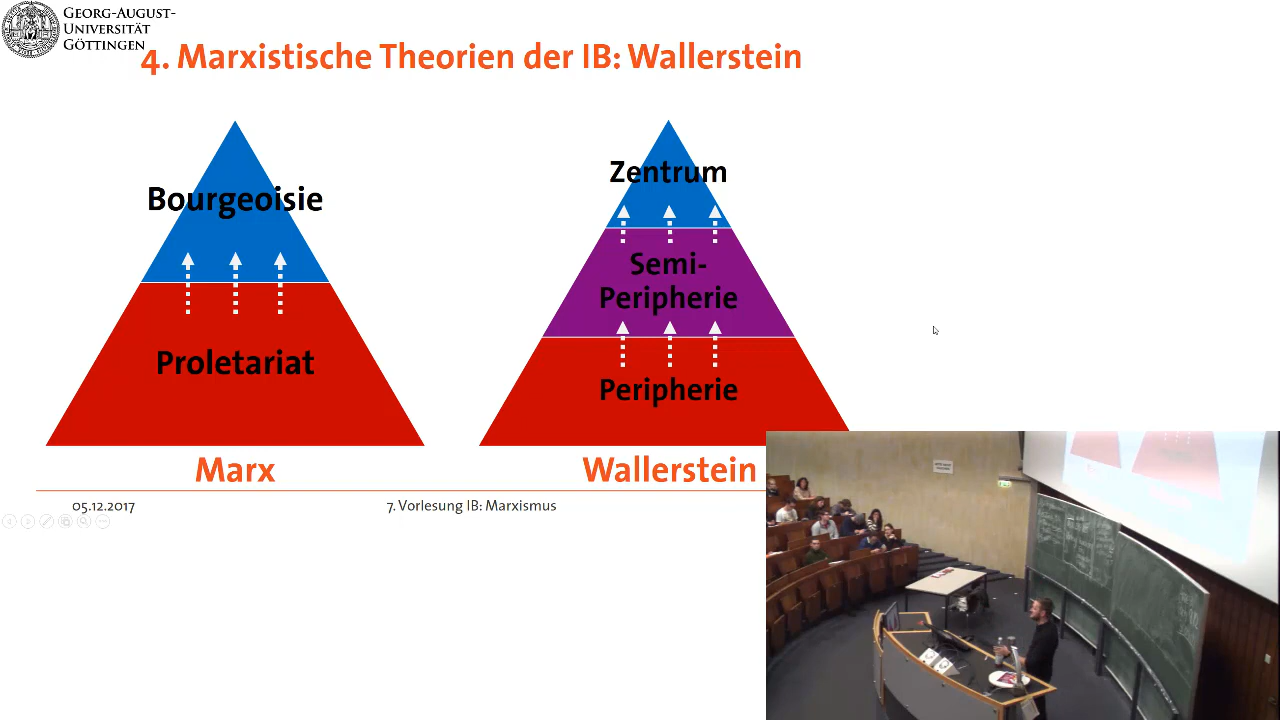 GEORG-AUGUST-
UNIVERSITÄT
GÖTTINGEN
4. Marxistische Theorien der IB: Wallerstein
Bourgeoisie
Proletariat
Marx
Zentrum
Semi-
Peripherie
Peripherie
Wallerstein
05.12.2017
7. Vorlesung IB: Marxismus